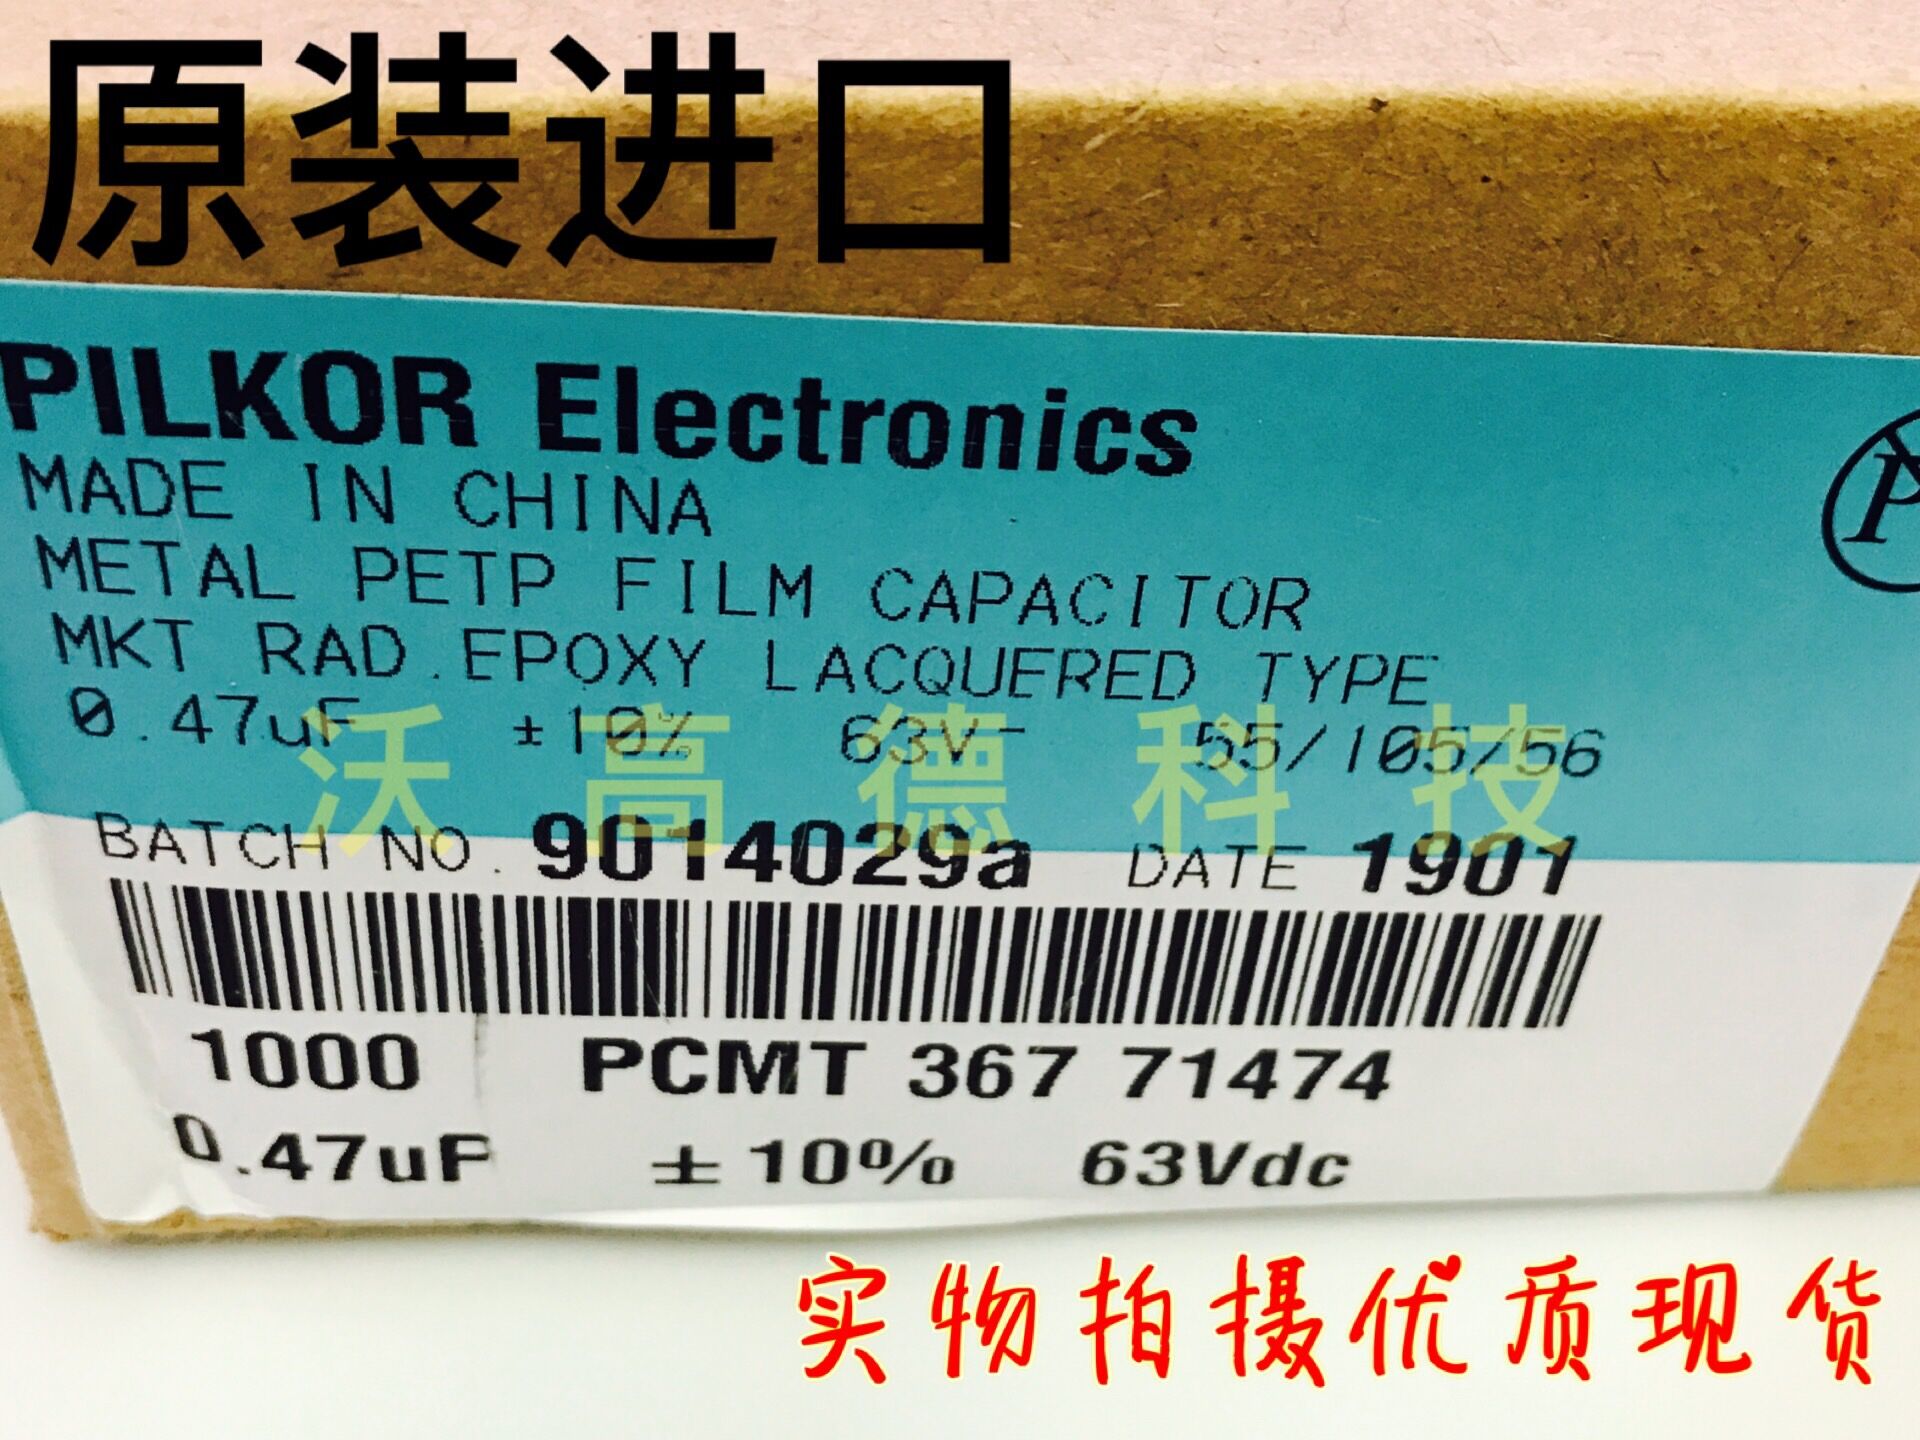 原装进口
PILKOR Electronics
MADE IN CHINA
METAL PETP FILM CAPACITOR
MKT RAD.EPOXY LACQUERED TYPE
0.47uF ±10% 63V- 55/105/56
沃高德科技
BATCH NO. 9014029a DATE 1901
1000 PCMT 367 71474
0.47uF ±10% 63Vdc
实物拍摄优质现货